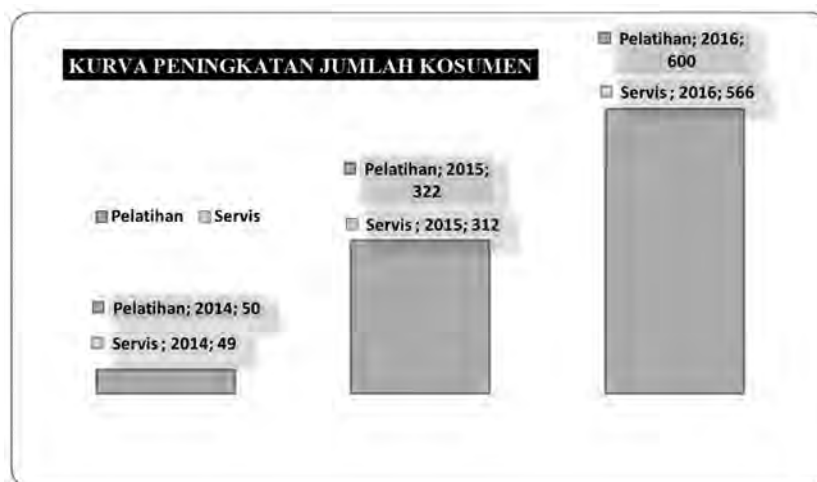 KURVA PENINGKATAN JUMLAH KOSUMEN
Pelatihan Servis
Pelatihan; 2014; 50
Servis ; 2014; 49
Pelatihan; 2015;
322
Servis ; 2015; 312
Pelatihan; 2016;
600
Servis ; 2016; 566